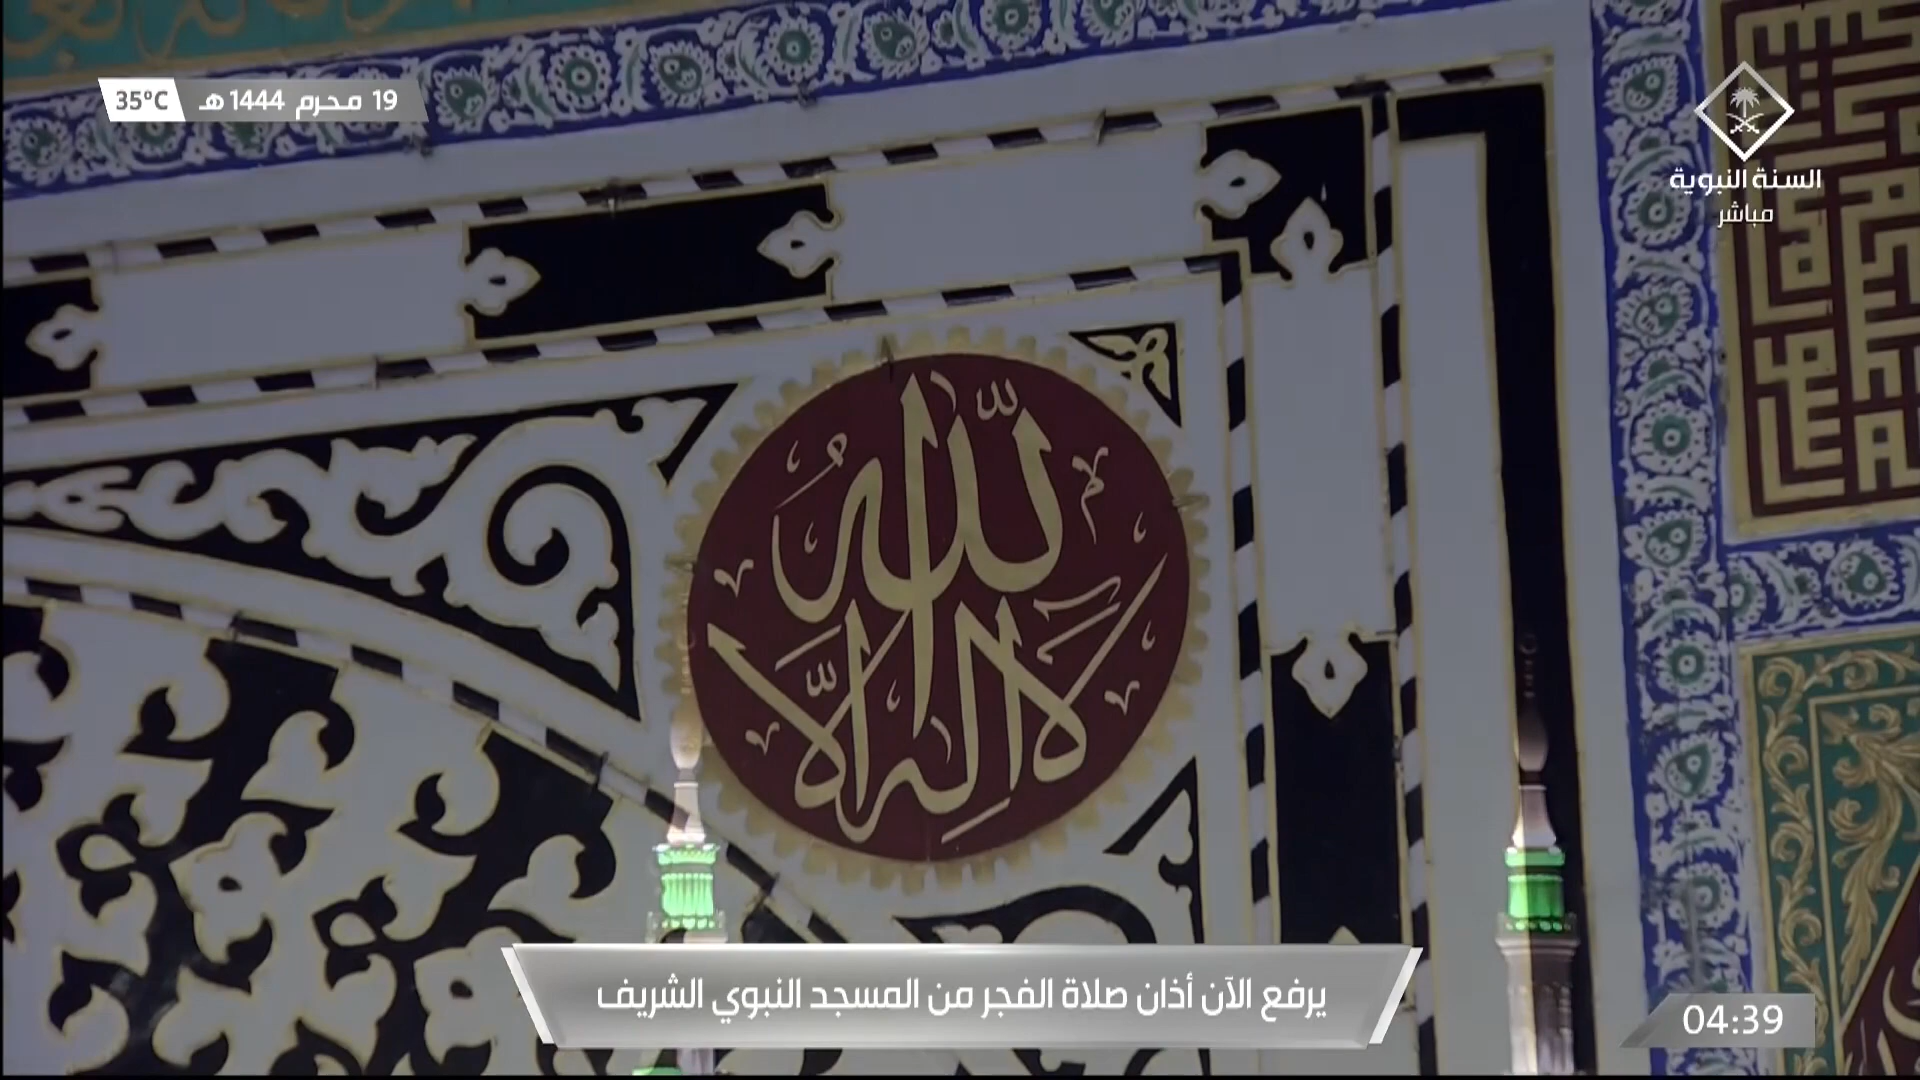 19 محرم 1444 هـ
35°C
السنة النبوية
مباشر
لا إله إلا الله
يرفع الآن أذان صلاة الفجر من المسجد النبوي الشريف
04:39